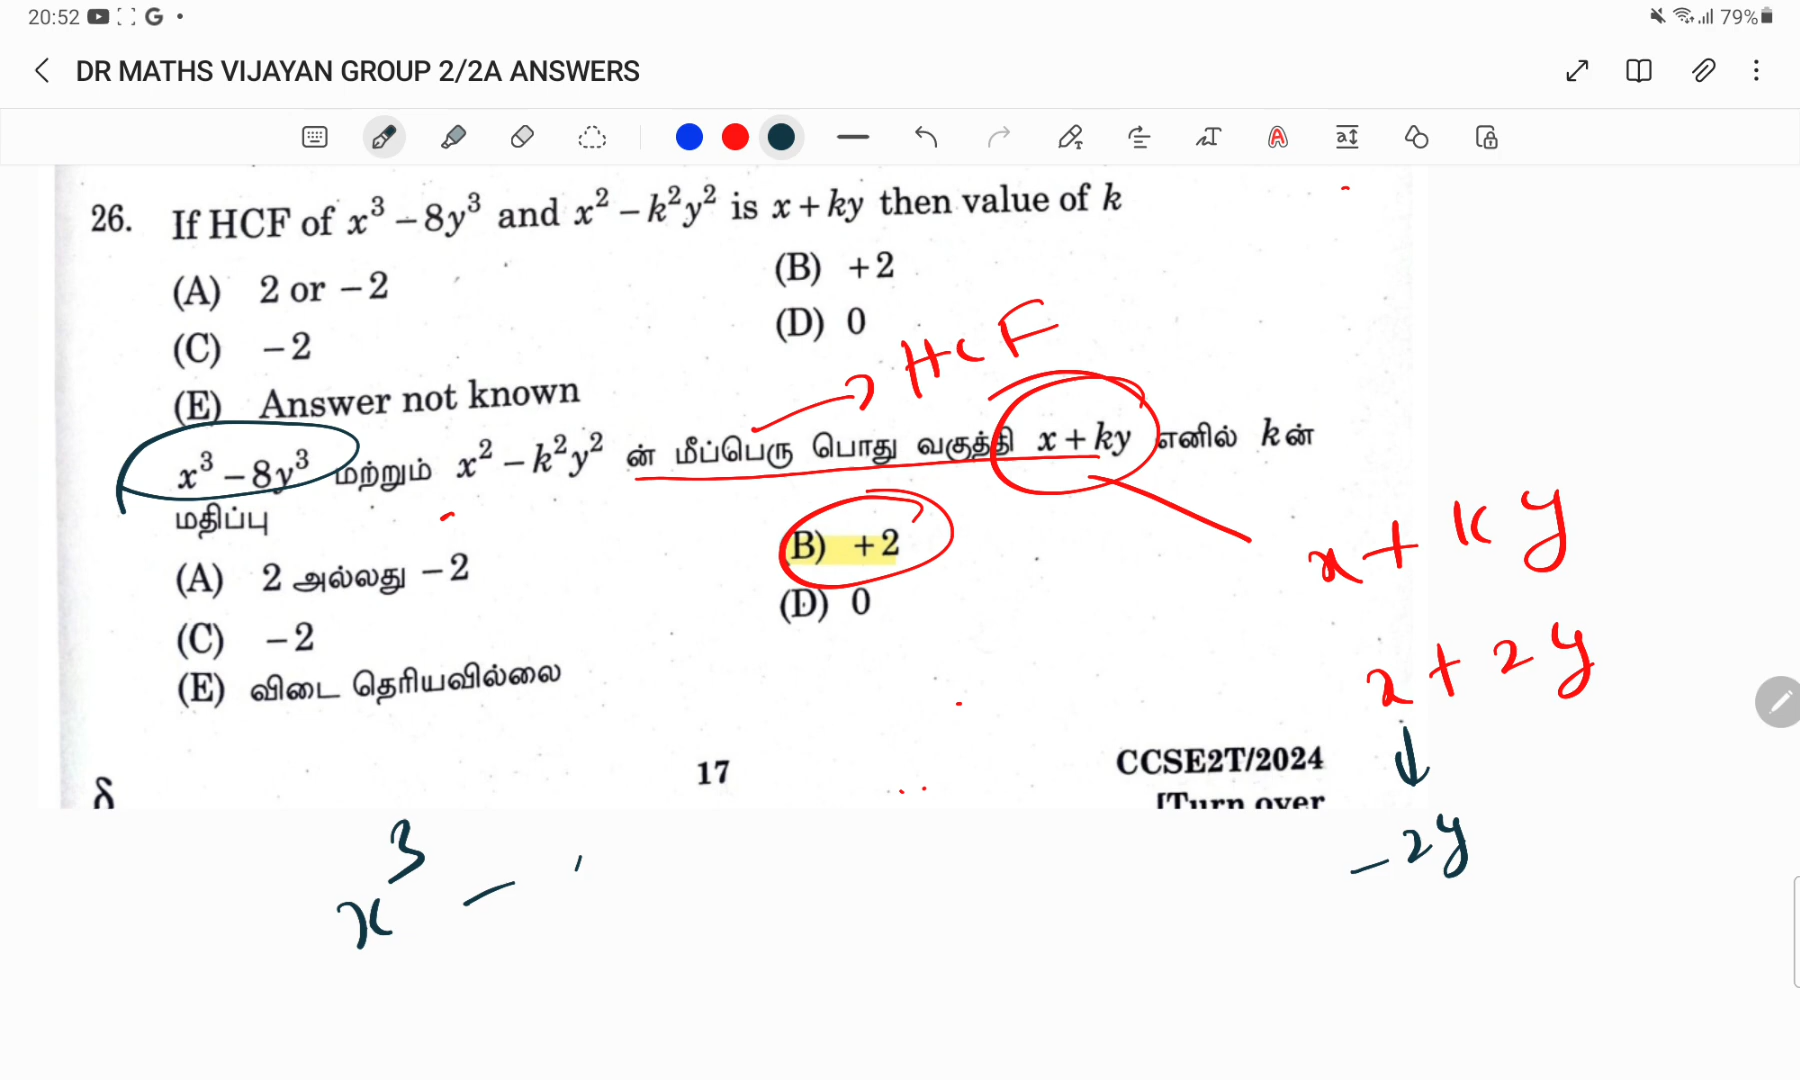 20:52 G 79%
DR MATHS VIJAYAN GROUP 2/2A ANSWERS
26. If HCF of x³ – 8y³ and x² – k²y² is x + ky then value of k
(A) 2 or – 2 (B) + 2
(C) – 2 (D) 0
(E) Answer not known
HCF
x³ – 8y³ மற்றும் x² – k²y² ன் மீப்பெரு பொது வகுத்தி x + ky எனில் k ன்
மதிப்பு
(A) 2 அல்லது – 2 (B) + 2
(C) – 2 (D) 0
(E) விடை தெரியவில்லை
x + ky
x + 2y
– 2y
δ 17 CCSE2T/2024
[Turn over
x³ –